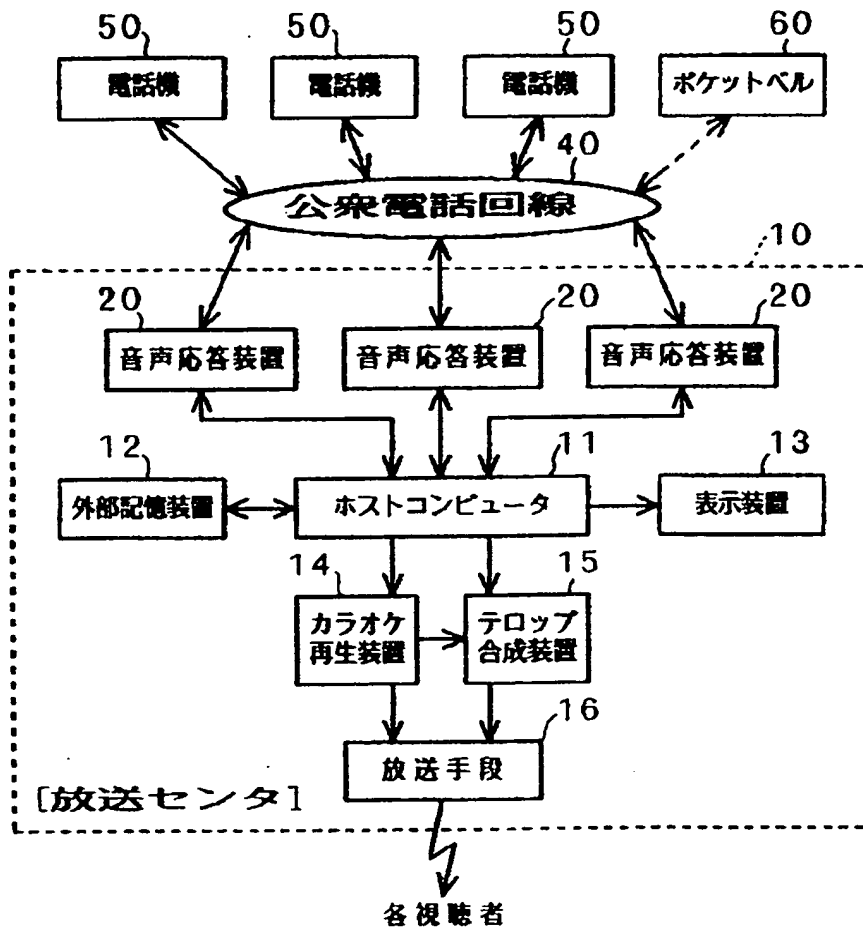 50 50 50 60
電話機 電話機 電話機 ポケットベル
40
公衆電話回線
10
20 20 20
音声応答装置 音声応答装置 音声応答装置
12 11 13
外部記憶装置 ホストコンピュータ 表示装置
14 15
カラオケ
再生装置
テロップ
合成装置
16
放送手段
[放送センタ]
各視聴者